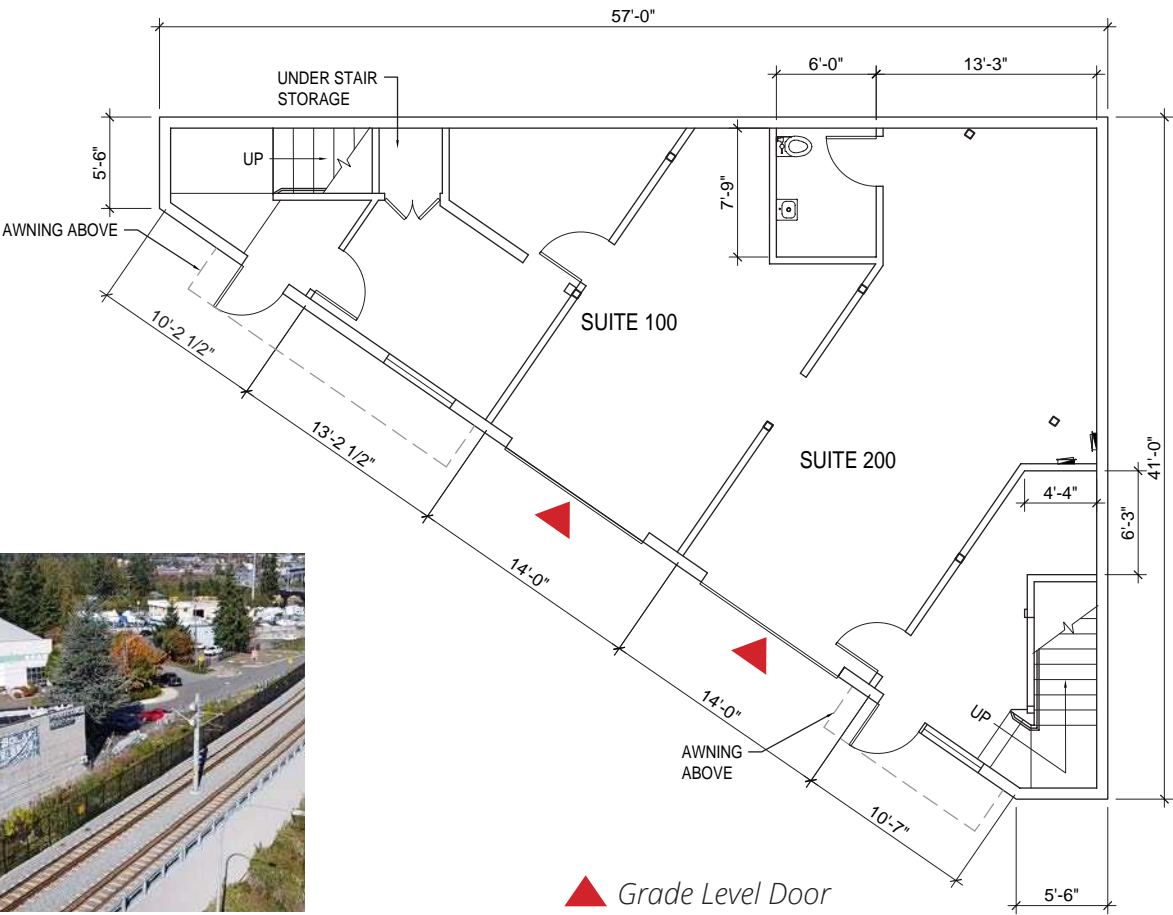 57'-0"
6'-0"
13'-3"
UNDER STAIR
STORAGE
5'-6"
UP
7'-9"
AWNING ABOVE
10'-2 1/2"
SUITE 100
13'-2 1/2"
SUITE 200
41'-0"
4'-4"
6'-3"
14'-0"
14'-0"
UP
AWNING
ABOVE
10'-7"
5'-6"
Grade Level Door